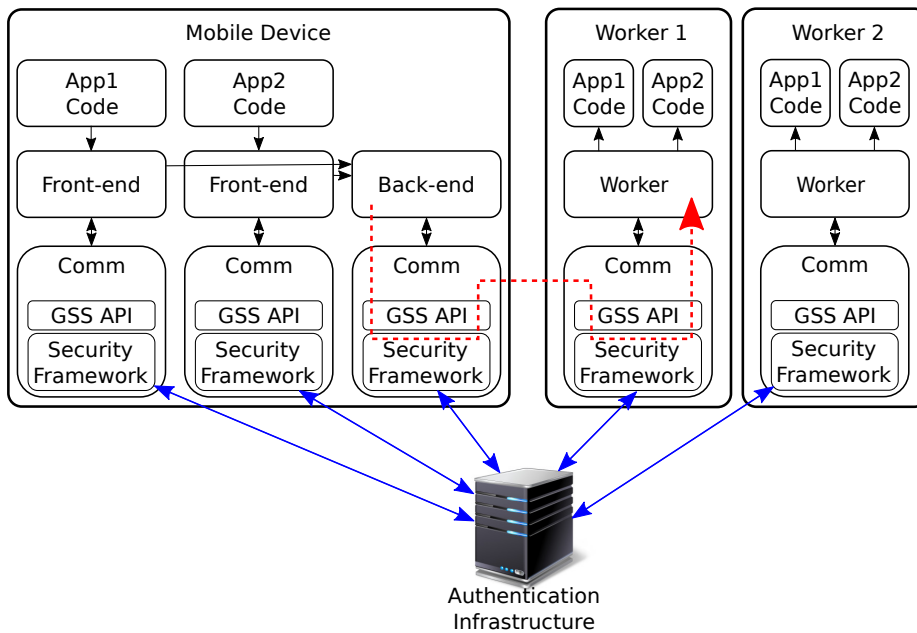 Mobile Device
App1
Code
App2
Code
Front-end
Front-end
Back-end
Comm
GSS API
Security
Framework
Comm
GSS API
Security
Framework
Comm
GSS API
Security
Framework
Worker 1
App1
Code
App2
Code
Worker
Comm
GSS API
Security
Framework
Worker 2
App1
Code
App2
Code
Worker
Comm
GSS API
Security
Framework
Authentication
Infrastructure